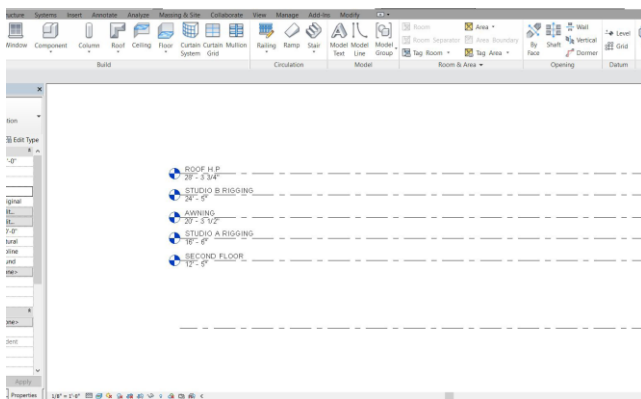 Systems Insert Annotate Analyze Massing & Site Collaborate View Manage Add-Ins Modify
Window Component Column Roof Ceiling Floor Curtain System Curtain Grid Mullion Railing Ramp Stair Model Text Model Line Model Group
Room
Room Separator
Tag Room
Area
Area Boundary
Tag Area
By Face
Shaft
Wall
Vertical
Dormer
Level
Grid
Build Circulation Model Room & Area Opening Datum
Edit Type
ROOF H.P
28' - 3 3/4"
STUDIO B RIGGING
24' - 5"
AWNING
20' - 3 1/2"
STUDIO A RIGGING
16' - 6"
SECOND FLOOR
12' - 5"
Apply
Properties
1/8" = 1'-0"